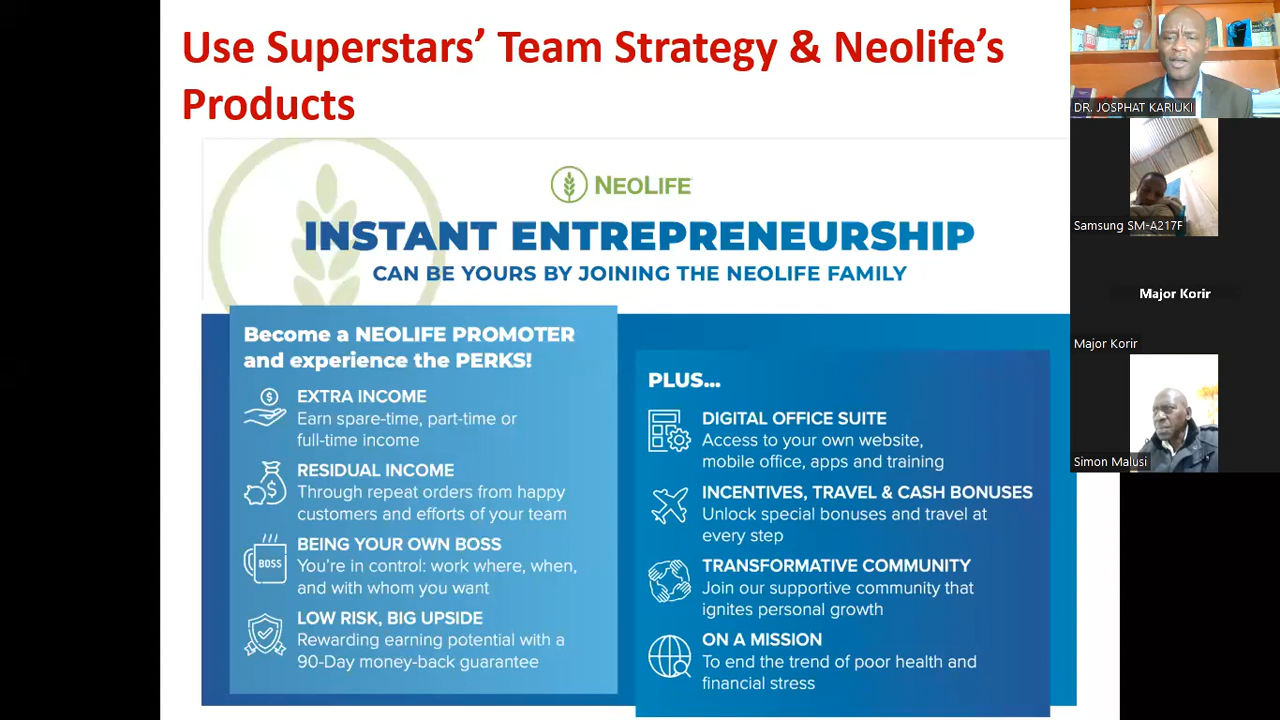 Use Superstars’ Team Strategy & Neolife’s
Products
NEOLIFE
INSTANT ENTREPRENEURSHIP
CAN BE YOURS BY JOINING THE NEOLIFE FAMILY
Become a NEOLIFE PROMOTER
and experience the PERKS!
EXTRA INCOME
Earn spare-time, part-time or
full-time income
RESIDUAL INCOME
Through repeat orders from happy
customers and efforts of your team
BOSS
BEING YOUR OWN BOSS
You’re in control: work where, when,
and with whom you want
LOW RISK, BIG UPSIDE
Rewarding earning potential with a
90-Day money-back guarantee
PLUS...
DIGITAL OFFICE SUITE
Access to your own website,
mobile office, apps and training
INCENTIVES, TRAVEL & CASH BONUSES
Unlock special bonuses and travel at
every step
TRANSFORMATIVE COMMUNITY
Join our supportive community that
ignites personal growth
ON A MISSION
To end the trend of poor health and
financial stress
DR. JOSPHAT KARIUKI
Samsung SM-A217F
Major Korir
Major Korir
Simon Malusi